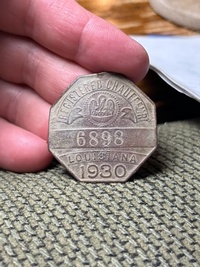 REGISTERED CHAUFFEUR
6898
LOUISIANA
1930